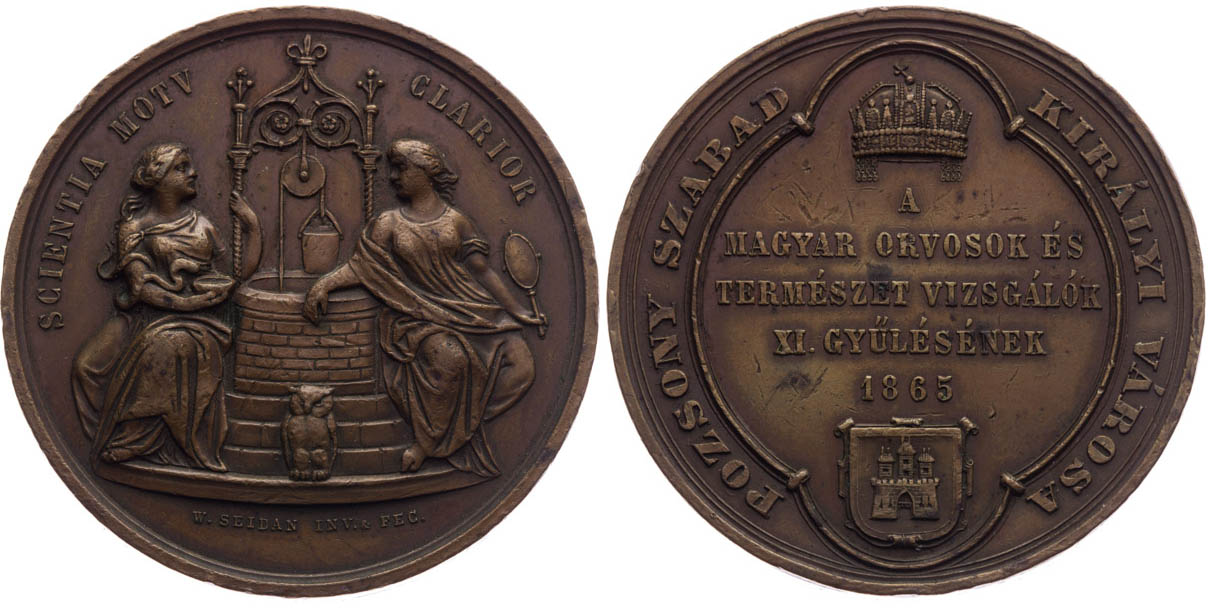 SCIENTIA MOTV CLARIOR
W. SEIDAN INV. & FEC.
POZSONY SZABAD KIRÁLYI VÁROSA
A
MAGYAR ORVOSOK ÉS
TERMÉSZET VIZSGÁLÓK
XI. GYŰLÉSÉNEK
1865